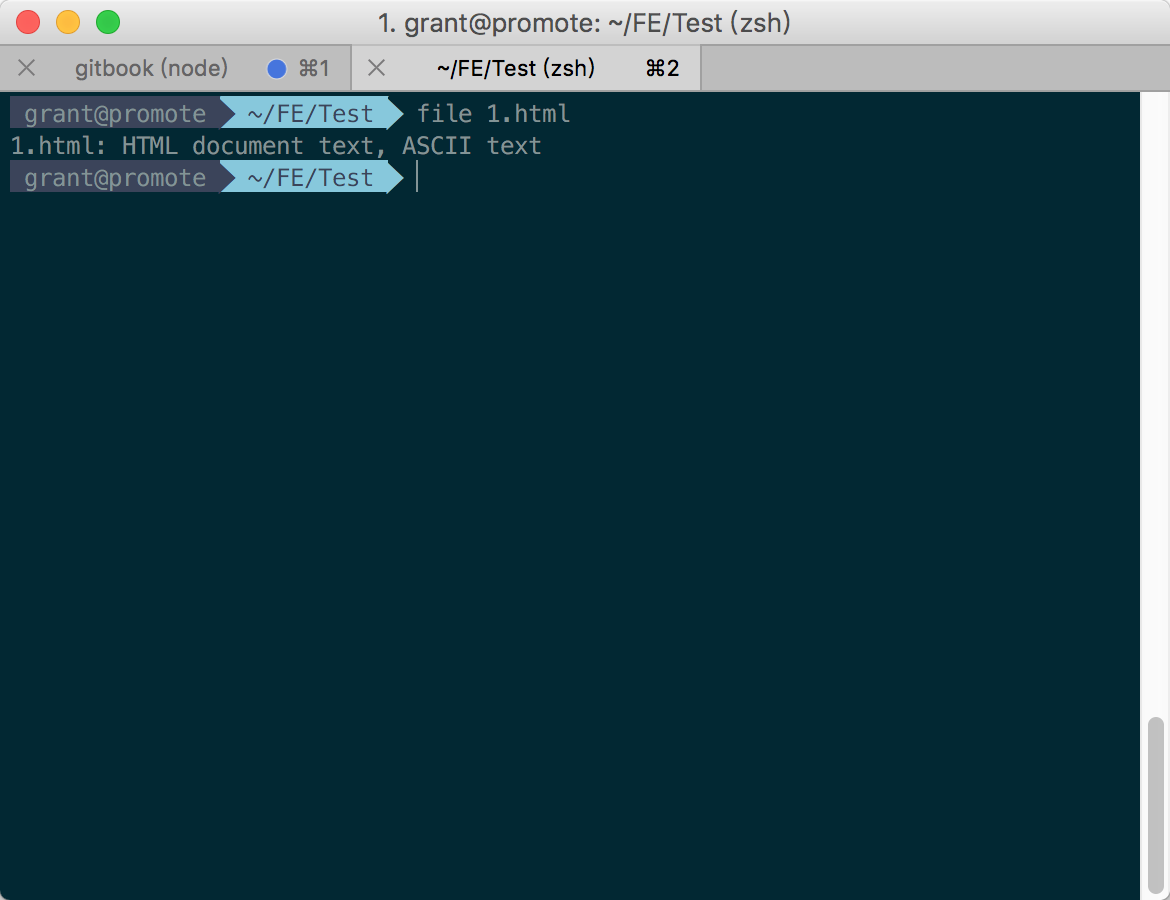 1. grant@promote: ~/FE/Test (zsh)
gitbook (node) ⌘1 ~/FE/Test (zsh) ⌘2
grant@promote ~/FE/Test file 1.html
1.html: HTML document text, ASCII text
grant@promote ~/FE/Test